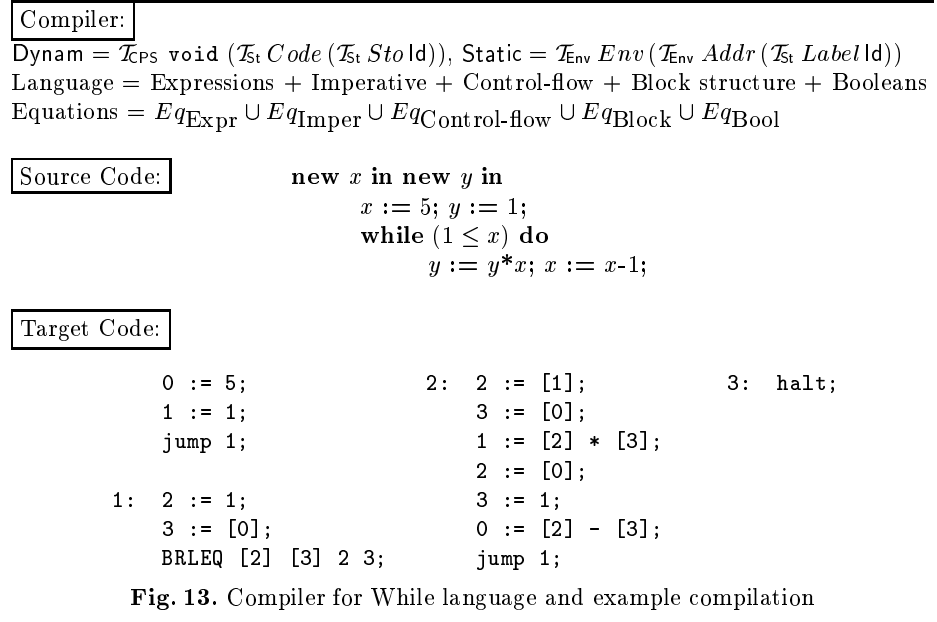 Compiler:
Dynam = 𝒯CPS void (𝒯St Code (𝒯St Sto Id)), Static = 𝒯Env Env (𝒯Env Addr (𝒯St Label Id))
Language = Expressions + Imperative + Control-flow + Block structure + Booleans
Equations = EqExpr ∪ EqImper ∪ EqControl-flow ∪ EqBlock ∪ EqBool
Source Code: new x in new y in
x := 5; y := 1;
while (1 ≤ x) do
y := y*x; x := x-1;
Target Code:
0 := 5;
1 := 1;
jump 1;
1: 2 := 1;
3 := [0];
BRLEQ [2] [3] 2 3;
2: 2 := [1];
3 := [0];
1 := [2] * [3];
2 := [0];
3 := 1;
0 := [2] - [3];
jump 1;
3: halt;
Fig. 13. Compiler for While language and example compilation